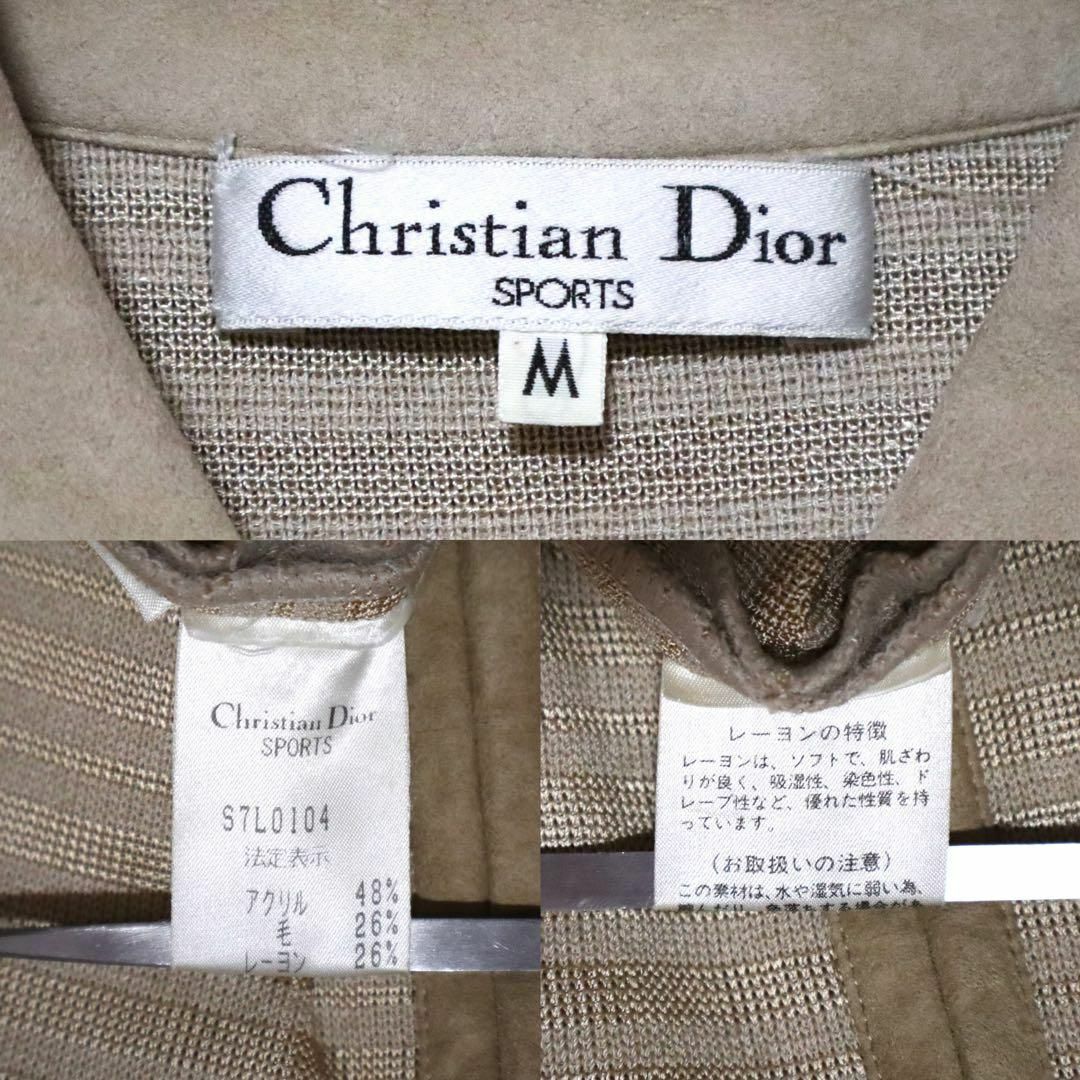 Christian Dior
SPORTS
M
Christian Dior
SPORTS
S7L0104
法定表示
アクリル 48%
毛 26%
レーヨン 26%
レーヨンの特徴
レーヨンは、ソフトで、肌ざわ
りが良く、吸湿性、染色性、ド
レープ性など、優れた性質を持
っています。
(お取扱いの注意)
この素材は、水や湿気に弱い為、